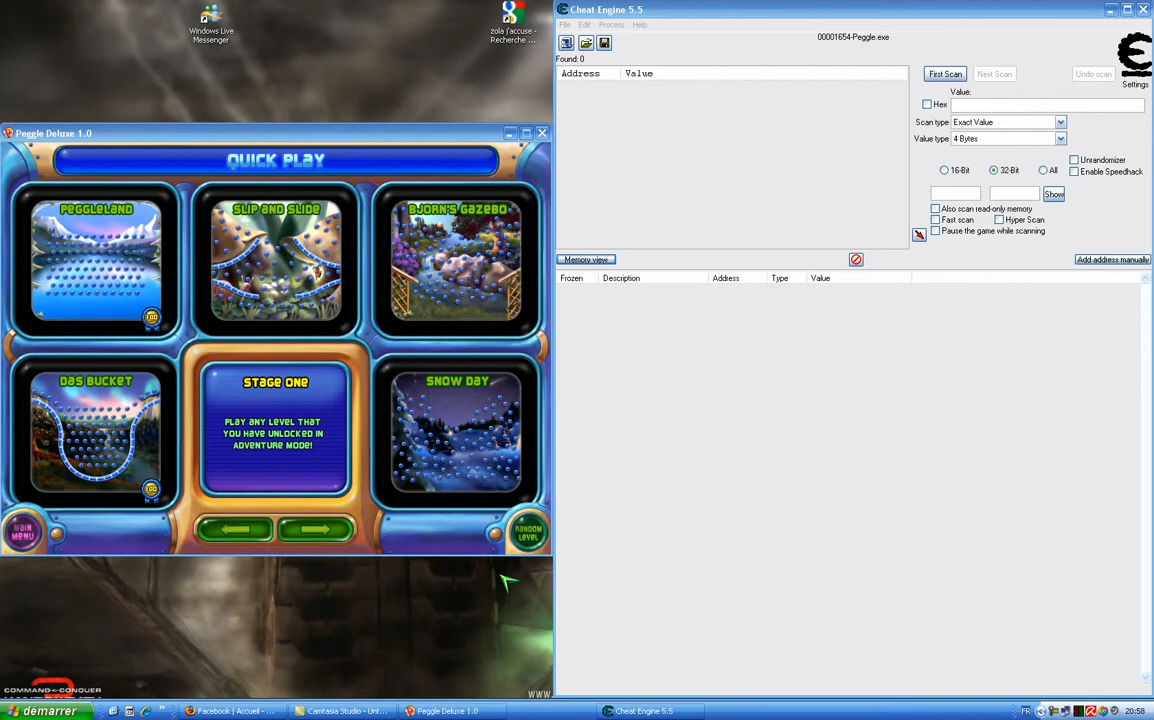 Windows Live
Messenger
zola j'accuse -
Recherche ...
Cheat Engine 5.5
File Edit Process Help
00001654-Peggle.exe
Found: 0
Address Value
First Scan Next Scan Undo scan
Settings
Value:
Hex
Scan type Exact Value
Value type 4 Bytes
Unrandomizer
16-Bit 32-Bit All Enable Speedhack
Show
Also scan read-only memory
Fast scan Hyper Scan
Pause the game while scanning
Memory view Add address manually
Frozen Description Address Type Value
Peggle Deluxe 1.0
QUICK PLAY
PEGGLELAND SLIP AND SLIDE BJORN'S GAZEBO
100
DAS BUCKET STAGE ONE SNOW DAY
PLAY ANY LEVEL THAT
YOU HAVE UNLOCKED IN
ADVENTURE MODE!
100
MAIN
MENU
RANDOM
LEVEL
COMMAND & CONQUER
WWW
démarrer Facebook | Accueil - ... Camtasia Studio - Unt... Peggle Deluxe 1.0 Cheat Engine 5.5 FR 20:58